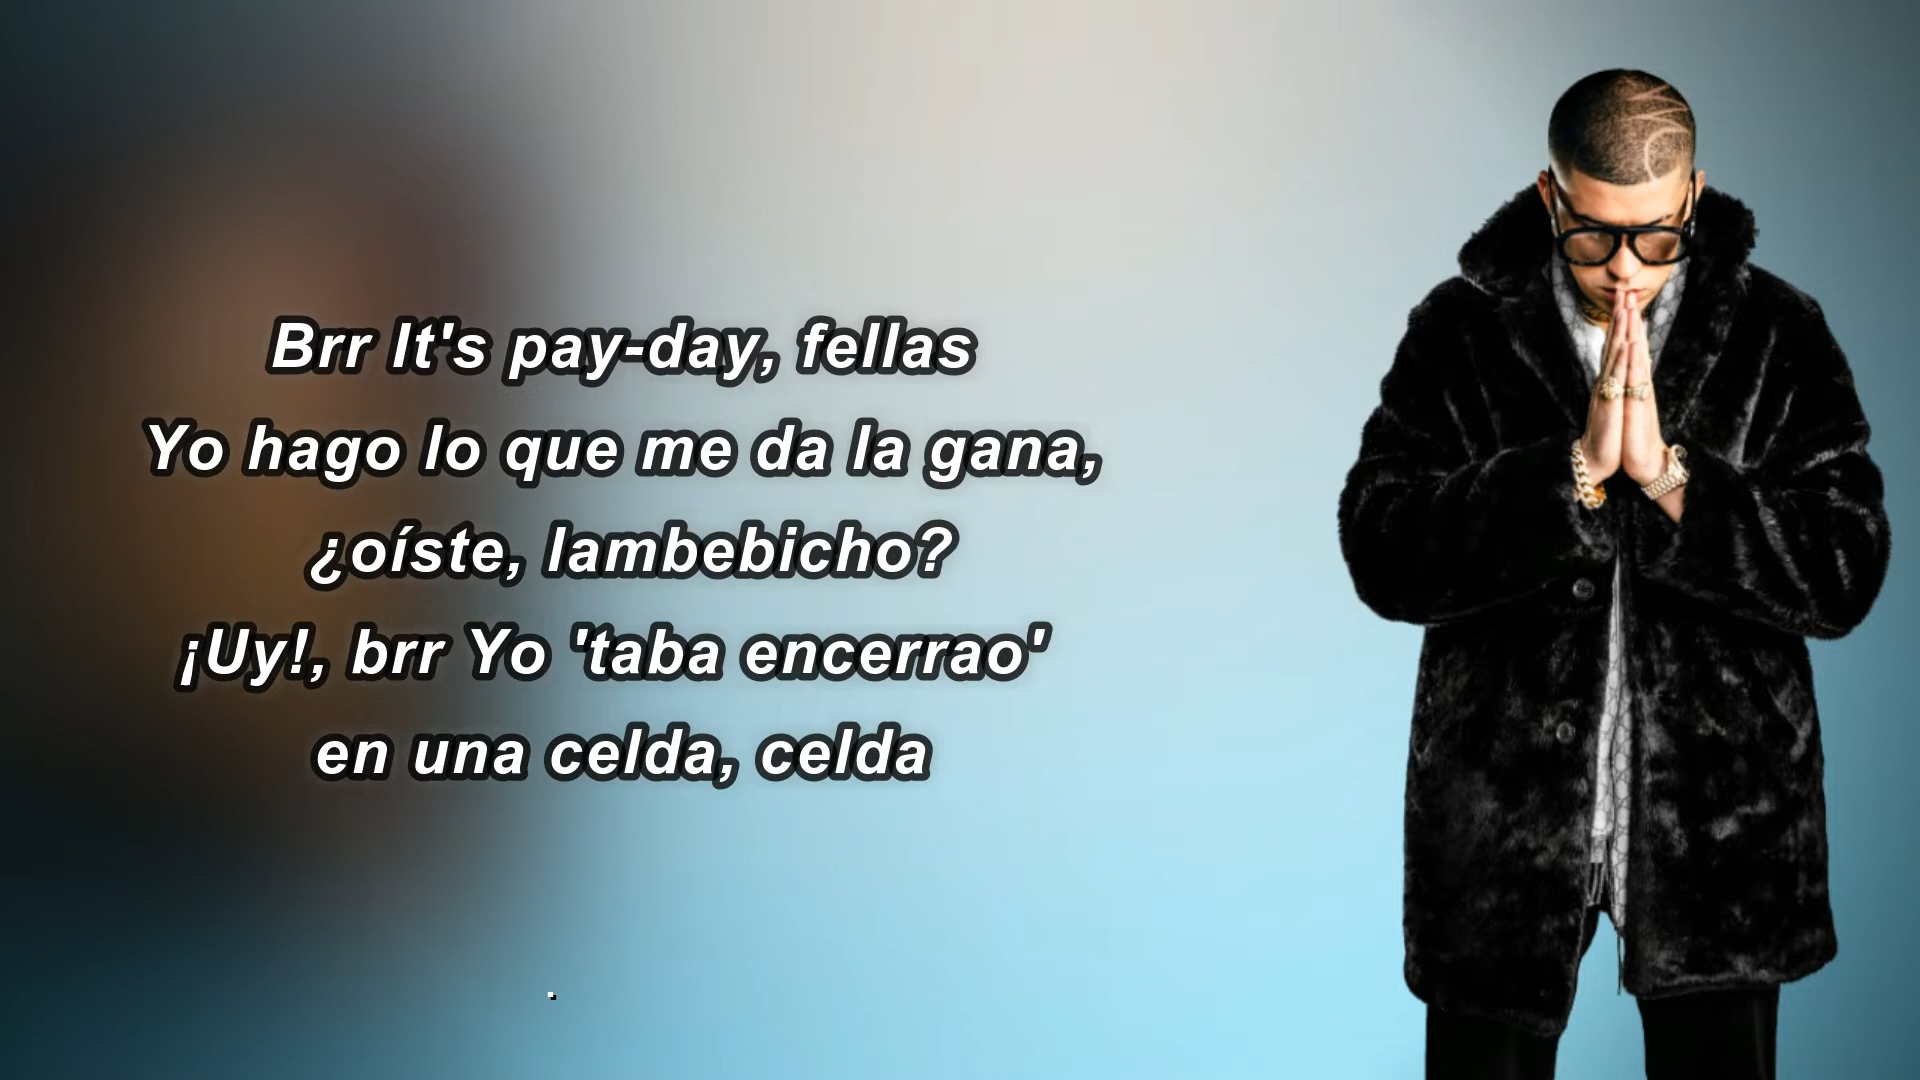 Brr It's pay-day, fellas
Yo hago lo que me da la gana,
¿oíste, lambebicho?
¡Uy!, brr Yo 'taba encerrao'
en una celda, celda